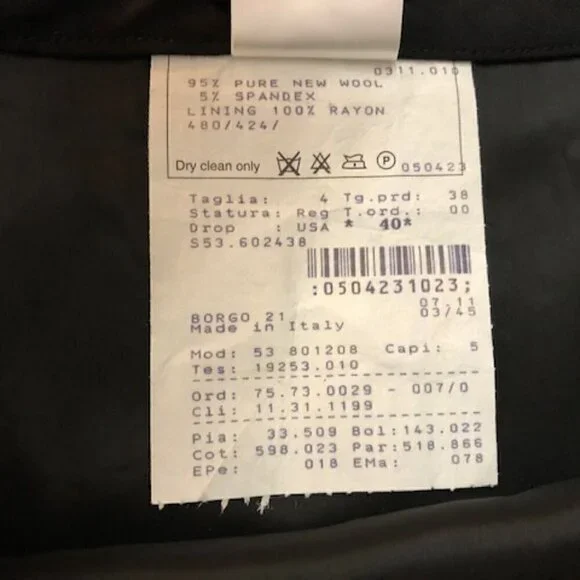 0311.010
95% PURE NEW WOOL
5% SPANDEX
LINING 100% RAYON
480/424/
Dry clean only P 050423
Taglia: 4 Tg.prd: 38
Statura: Reg T.ord.: 00
Drop : USA * 40*
S53.602438
:0504231023;
07.11
BORGO 21 03/45
Made in Italy
Mod: 53 801208 Capi: 5
Tes: 19253.010
Ord: 75.73.0029 - 007/0
Cli: 11.31.1199
Pia: 33.509 Bol:143.022
Cot: 598.023 Par:518.866
EPe: 018 EMa: 078